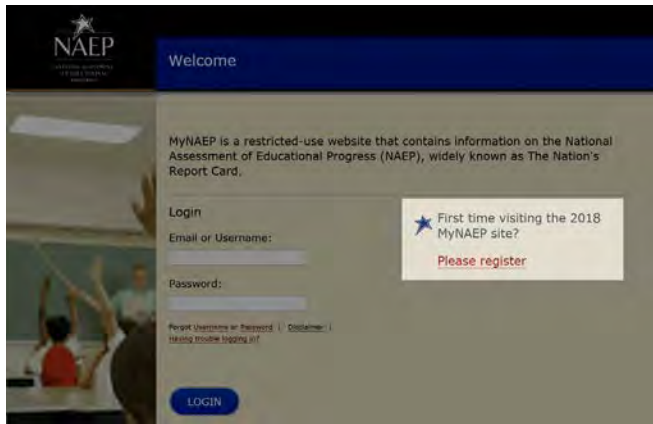 NAEP
Welcome
MyNAEP is a restricted-use website that contains information on the National
Assessment of Educational Progress (NAEP), widely known as The Nation's
Report Card.
Login
Email or Username:
Password:
Forgot Username or Password | Disclaimer |
Having trouble logging in?
LOGIN
First time visiting the 2018
MyNAEP site?
Please register